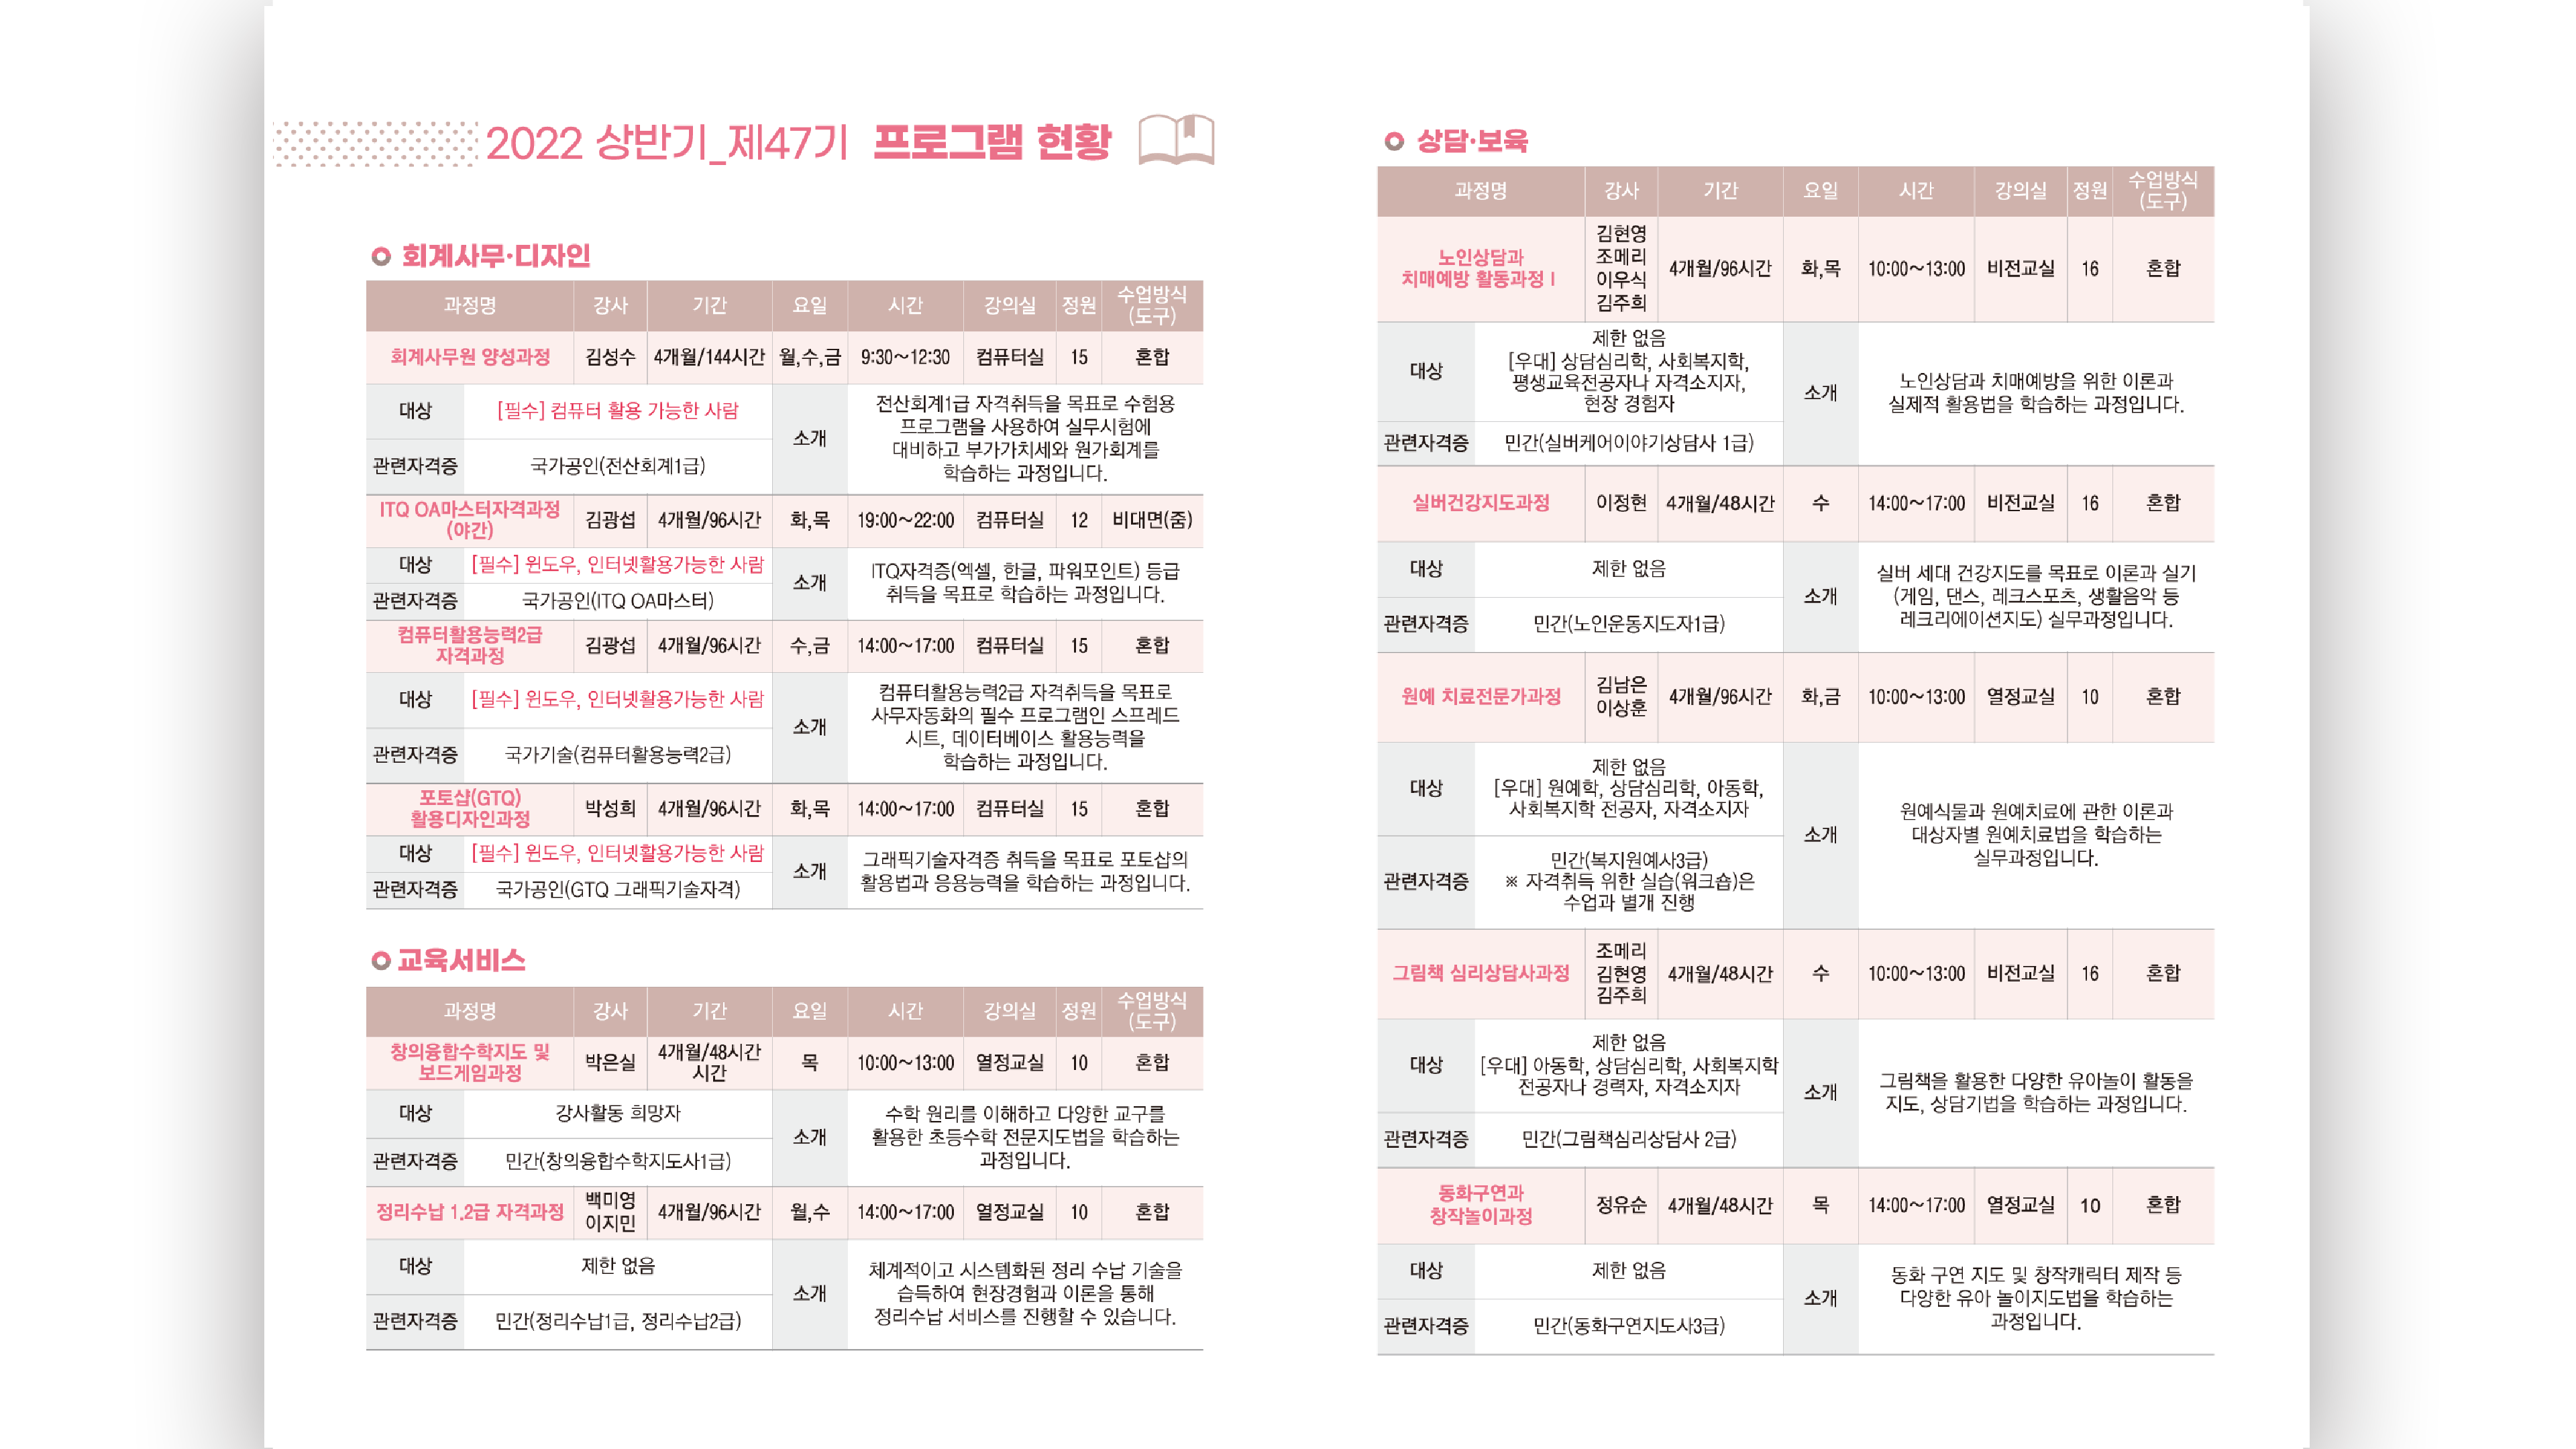 2022 상반기_제47기 프로그램 현황
회계사무·디자인
과정명 강사 기간 요일 시간 강의실 정원 수업방식
(도구)
회계사무원 양성과정 김성수 4개월/144시간 월,수,금 9:30~12:30 컴퓨터실 15 혼합
대상 [필수] 컴퓨터 활용 가능한 사람
관련자격증 국가공인(전산회계1급)
소개
전산회계1급 자격취득을 목표로 수험용
프로그램을 사용하여 실무시험에
대비하고 부가가치세와 원가회계를
학습하는 과정입니다.
ITQ OA마스터자격과정
(야간)
김광섭 4개월/96시간 화,목 19:00~22:00 컴퓨터실 12 비대면(줌)
대상 [필수] 윈도우, 인터넷활용가능한 사람
관련자격증 국가공인(ITQ OA마스터)
소개
ITQ자격증(엑셀, 한글, 파워포인트) 등급
취득을 목표로 학습하는 과정입니다.
컴퓨터활용능력2급
자격과정
김광섭 4개월/96시간 수,금 14:00~17:00 컴퓨터실 15 혼합
대상 [필수] 윈도우, 인터넷활용가능한 사람
관련자격증 국가기술(컴퓨터활용능력2급)
소개
컴퓨터활용능력2급 자격취득을 목표로
사무자동화의 필수 프로그램인 스프레드
시트, 데이터베이스 활용능력을
학습하는 과정입니다.
포토샵(GTQ)
활용디자인과정
박성희 4개월/96시간 화,목 14:00~17:00 컴퓨터실 15 혼합
대상 [필수] 윈도우, 인터넷활용가능한 사람
관련자격증 국가공인(GTQ 그래픽기술자격)
소개
그래픽기술자격증 취득을 목표로 포토샵의
활용법과 응용능력을 학습하는 과정입니다.
교육서비스
과정명 강사 기간 요일 시간 강의실 정원 수업방식
(도구)
창의융합수학지도 및
보드게임과정
박은실
4개월/48시간
시간
목 10:00~13:00 열정교실 10 혼합
대상 강사활동 희망자
관련자격증 민간(창의융합수학지도사1급)
소개
수학 원리를 이해하고 다양한 교구를
활용한 초등수학 전문지도법을 학습하는
과정입니다.
정리수납 1.2급 자격과정
백미영
이지민
4개월/96시간 월,수 14:00~17:00 열정교실 10 혼합
대상 제한 없음
관련자격증 민간(정리수납1급, 정리수납2급)
소개
체계적이고 시스템화된 정리 수납 기술을
습득하여 현장경험과 이론을 통해
정리수납 서비스를 진행할 수 있습니다.
상담·보육
과정명 강사 기간 요일 시간 강의실 정원 수업방식
(도구)
노인상담과
치매예방 활동과정 I
김현영
조메리
이우식
김주희
4개월/96시간 화,목 10:00~13:00 비전교실 16 혼합
대상
제한 없음
[우대] 상담심리학, 사회복지학,
평생교육전공자나 자격소지자,
현장 경험자
관련자격증 민간(실버케어이야기상담사 1급)
소개
노인상담과 치매예방을 위한 이론과
실제적 활용법을 학습하는 과정입니다.
실버건강지도과정 이정현 4개월/48시간 수 14:00~17:00 비전교실 16 혼합
대상 제한 없음
관련자격증 민간(노인운동지도자1급)
소개
실버 세대 건강지도를 목표로 이론과 실기
(게임, 댄스, 레크스포츠, 생활음악 등
레크리에이션지도) 실무과정입니다.
원예 치료전문가과정
김남은
이상훈
4개월/96시간 화,금 10:00~13:00 열정교실 10 혼합
대상
제한 없음
[우대] 원예학, 상담심리학, 아동학,
사회복지학 전공자, 자격소지자
관련자격증
민간(복지원예사3급)
※ 자격취득 위한 실습(워크숍)은
수업과 별개 진행
소개
원예식물과 원예치료에 관한 이론과
대상자별 원예치료법을 학습하는
실무과정입니다.
그림책 심리상담사과정
조메리
김현영
김주희
4개월/48시간 수 10:00~13:00 비전교실 16 혼합
대상
제한 없음
[우대] 아동학, 상담심리학, 사회복지학
전공자나 경력자, 자격소지자
관련자격증 민간(그림책심리상담사 2급)
소개
그림책을 활용한 다양한 유아놀이 활동을
지도, 상담기법을 학습하는 과정입니다.
동화구연과
창작놀이과정
정유순 4개월/48시간 목 14:00~17:00 열정교실 10 혼합
대상 제한 없음
관련자격증 민간(동화구연지도사3급)
소개
동화 구연 지도 및 창작캐릭터 제작 등
다양한 유아 놀이지도법을 학습하는
과정입니다.